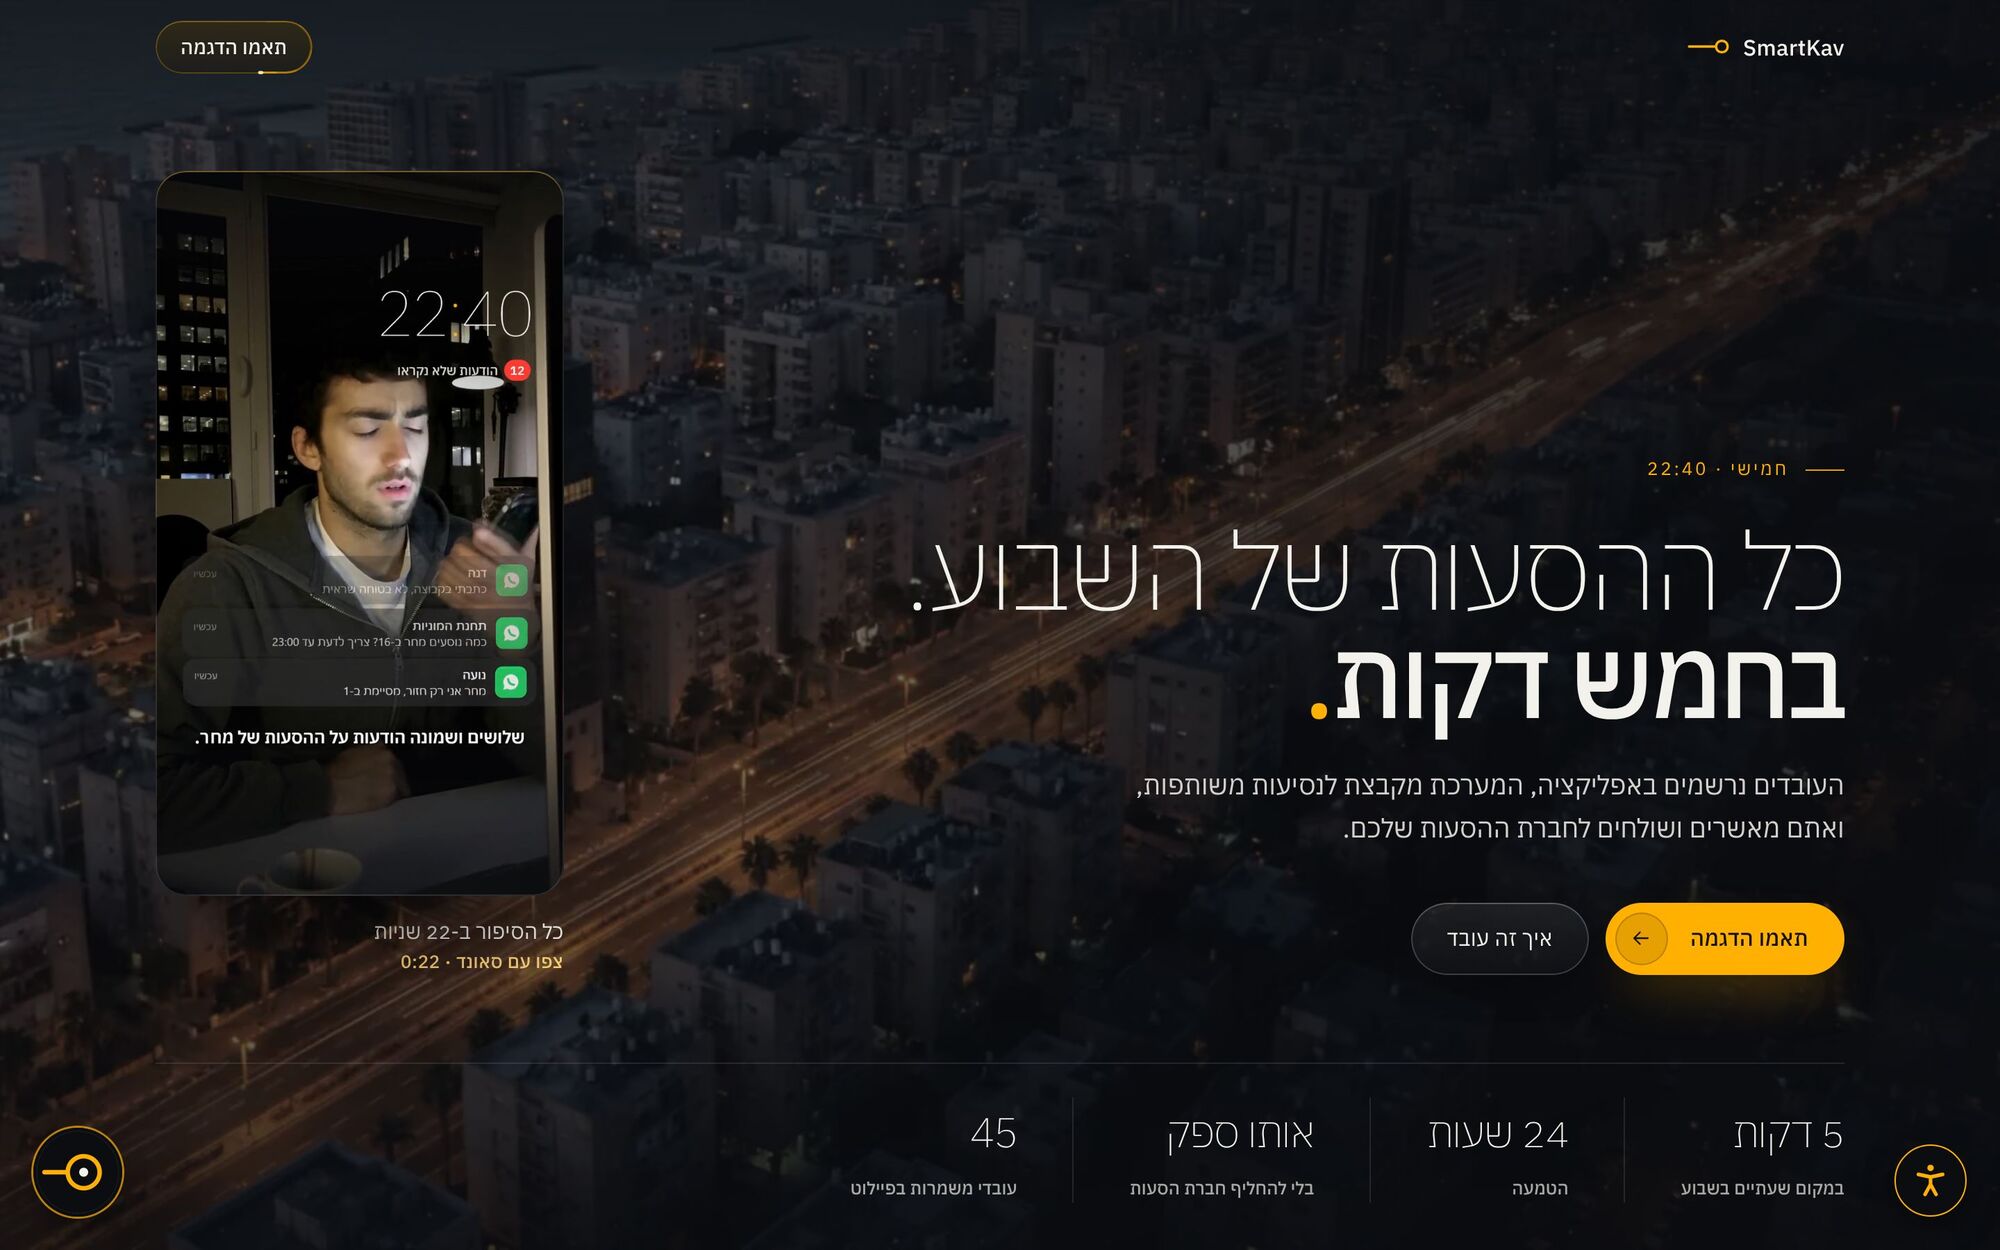 SmartKav
תאמו הדגמה
חמישי · 22:40
כל ההסעות של השבוע.
בחמש דקות.
העובדים נרשמים באפליקציה, המערכת מקבצת לנסיעות משותפות,
ואתם מאשרים ושולחים לחברת ההסעות שלכם.
תאמו הדגמה
איך זה עובד
22:40
12 הודעות שלא נקראו
דנה
עכשיו
כתבתי בקבוצה, לא בטוחה שראית
תחנת המוניות
עכשיו
כמה נוסעים מחר ב-16? צריך לדעת עד 23:00
נועה
עכשיו
מחר אני רק חזור, מסיימת ב-1
שלושים ושמונה הודעות על ההסעות של מחר.
כל הסיפור ב-22 שניות
צפו עם סאונד · 0:22
5 דקות
במקום שעתיים בשבוע
24 שעות
הטמעה
אותו ספק
בלי להחליף חברת הסעות
45
עובדי משמרות בפיילוט